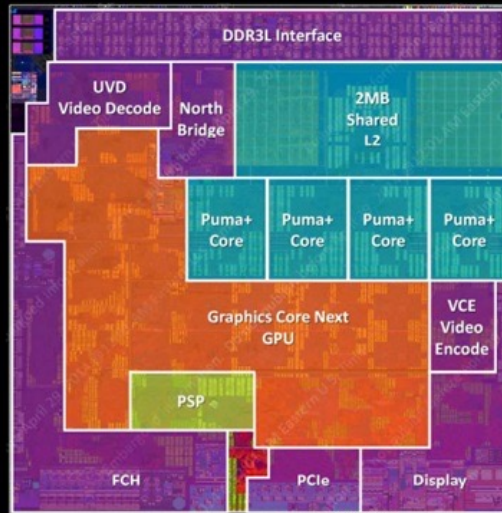 DDR3L Interface
UVD
Video Decode
North
Bridge
2MB
Shared
L2
Puma+
Core
Puma+
Core
Puma+
Core
Puma+
Core
Graphics Core Next
GPU
VCE
Video
Encode
PSP
FCH
PCIe
Display